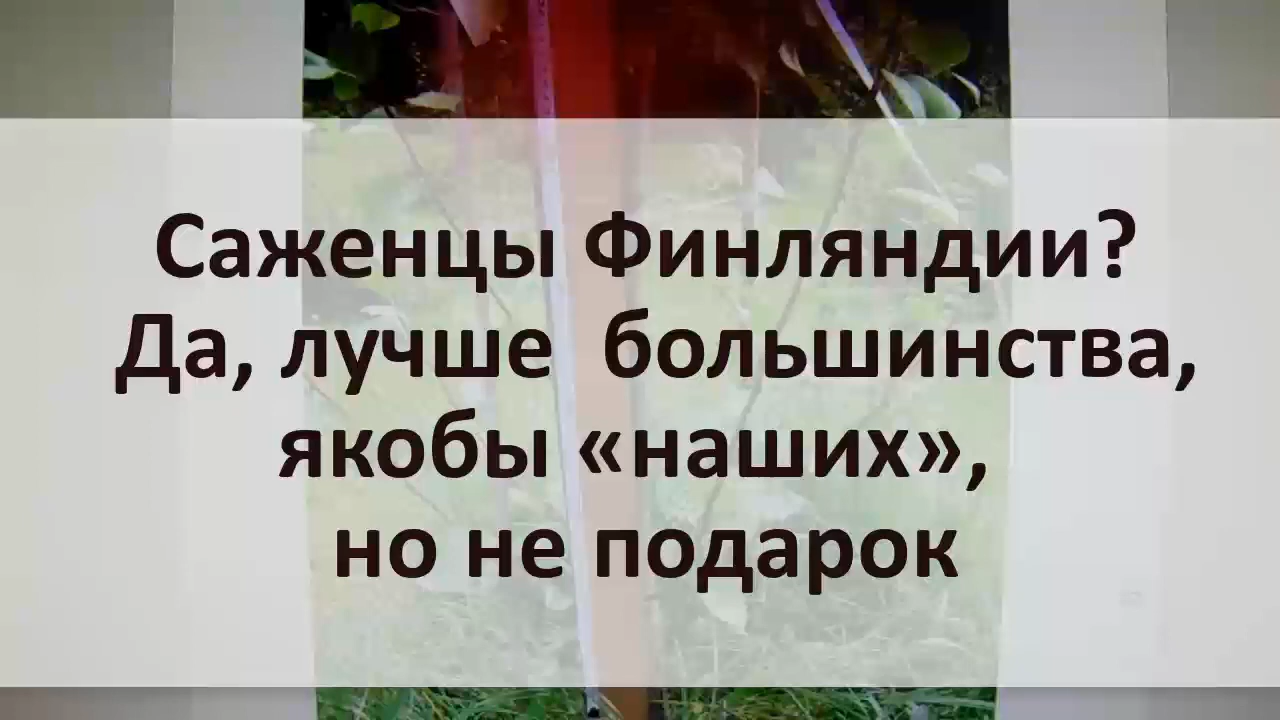 Саженцы Финляндии?
Да, лучше большинства,
якобы «наших»,
но не подарок